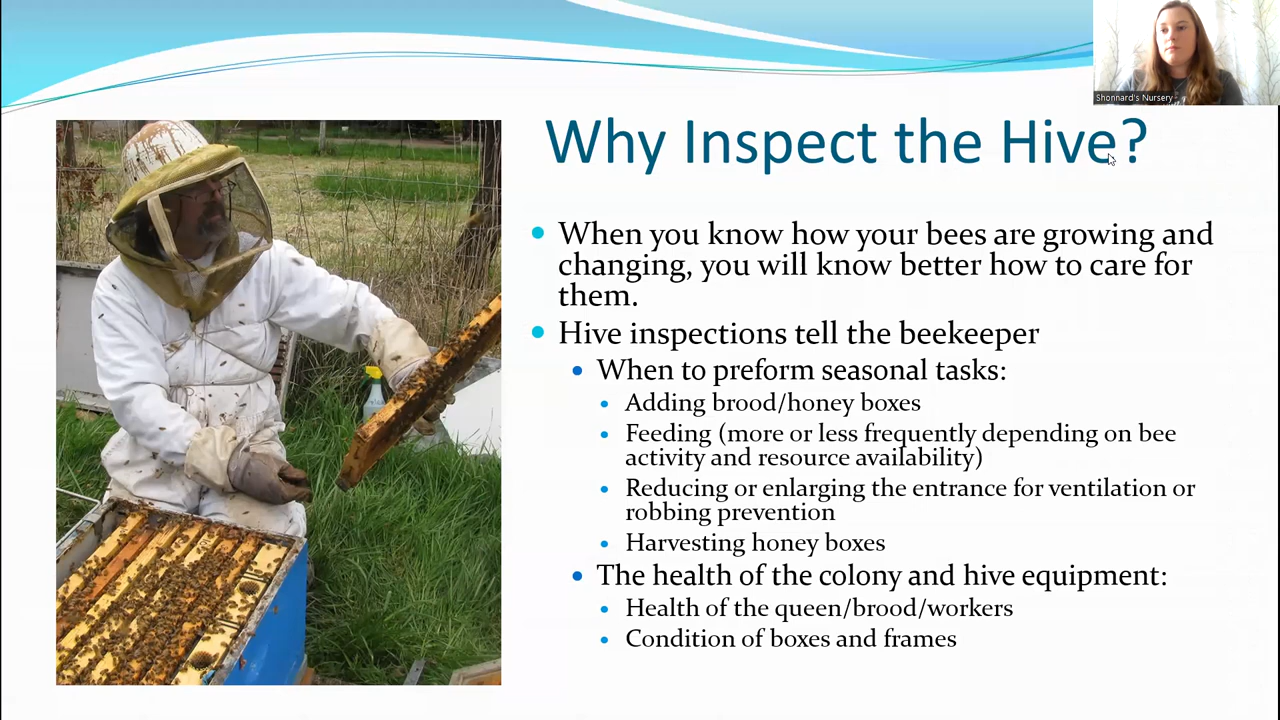 Shonnard's Nursery
Why Inspect the Hive?
When you know how your bees are growing and
changing, you will know better how to care for
them.
Hive inspections tell the beekeeper
When to preform seasonal tasks:
Adding brood/honey boxes
Feeding (more or less frequently depending on bee
activity and resource availability)
Reducing or enlarging the entrance for ventilation or
robbing prevention
Harvesting honey boxes
The health of the colony and hive equipment:
Health of the queen/brood/workers
Condition of boxes and frames